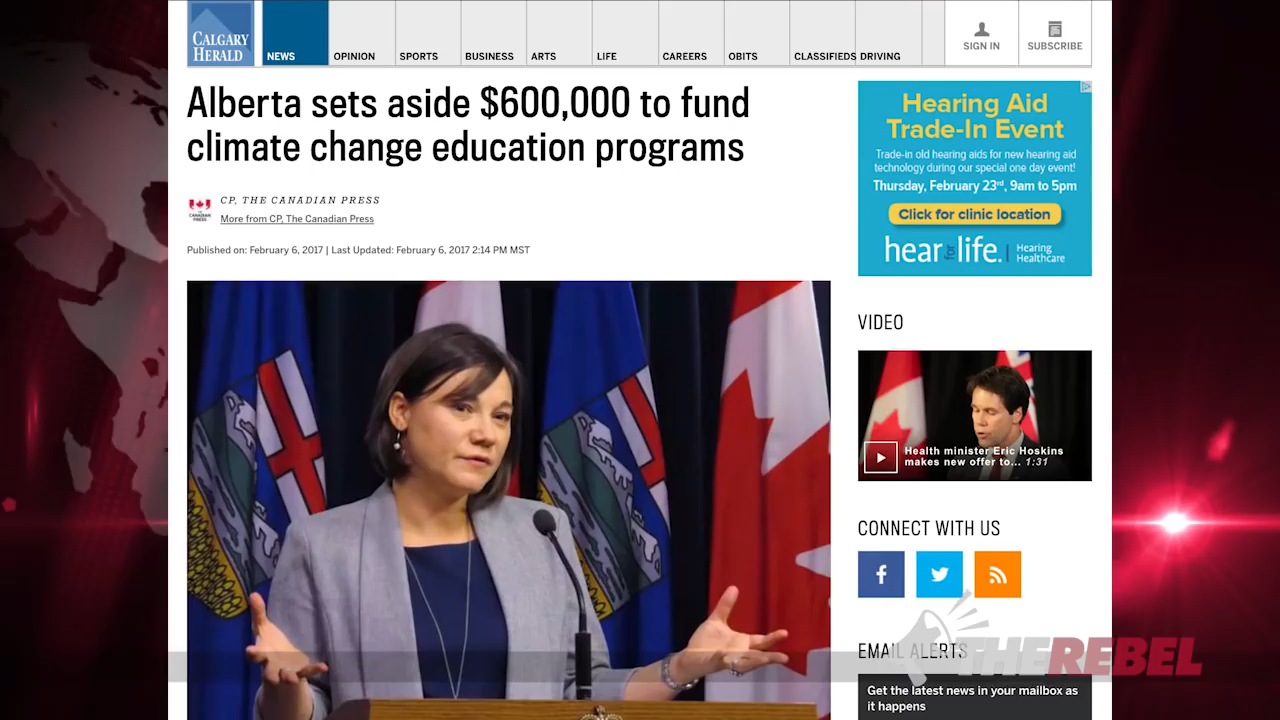 CALGARY
HERALD
NEWS
OPINION
SPORTS
BUSINESS
ARTS
LIFE
CAREERS
OBITS
CLASSIFIEDS
DRIVING
SIGN IN
SUBSCRIBE
Alberta sets aside $600,000 to fund
climate change education programs
CP, THE CANADIAN PRESS
More from CP, The Canadian Press
THE
CANADIAN
PRESS
Published on: February 6, 2017 | Last Updated: February 6, 2017 2:14 PM MST
Hearing Aid
Trade-In Event
Trade-in old hearing aids for new hearing aid
technology during our special one day event!
Thursday, February 23rd, 9am to 5pm
Click for clinic location
hear for life. | Hearing
Healthcare
VIDEO
Health minister Eric Hoskins
makes new offer to... 1:31
CONNECT WITH US
EMAIL ALERTS
THEREBEL
Get the latest news in your mailbox as
it happens